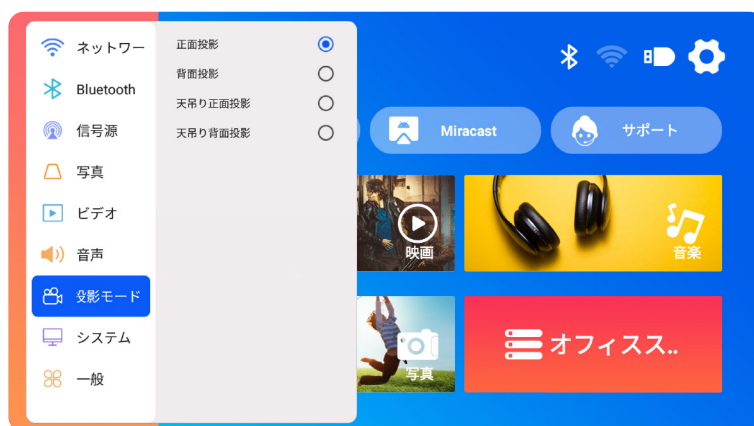 ネットワー
Bluetooth
信号源
写真
ビデオ
音声
投影モード
システム
一般
正面投影
背面投影
天吊り正面投影
天吊り背面投影
Miracast
サポート
映画
音楽
写真
オフィスス..